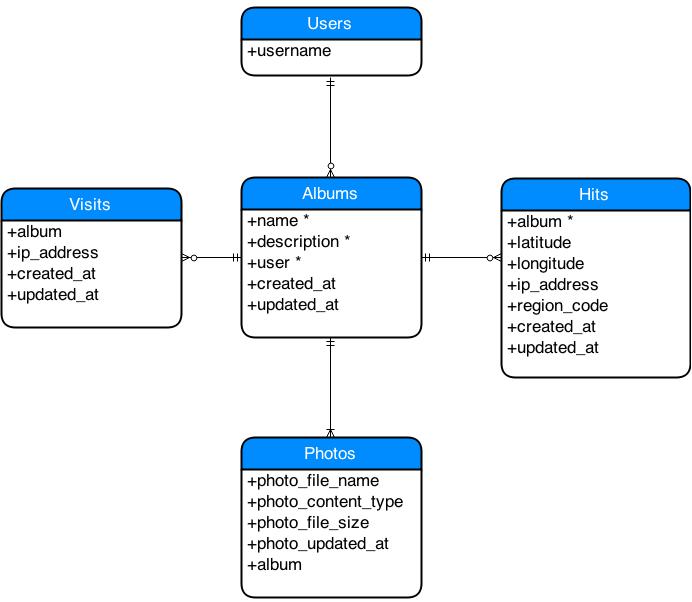 Users
+username
Visits
+album
+ip_address
+created_at
+updated_at
Albums
+name *
+description *
+user *
+created_at
+updated_at
Hits
+album *
+latitude
+longitude
+ip_address
+region_code
+created_at
+updated_at
Photos
+photo_file_name
+photo_content_type
+photo_file_size
+photo_updated_at
+album